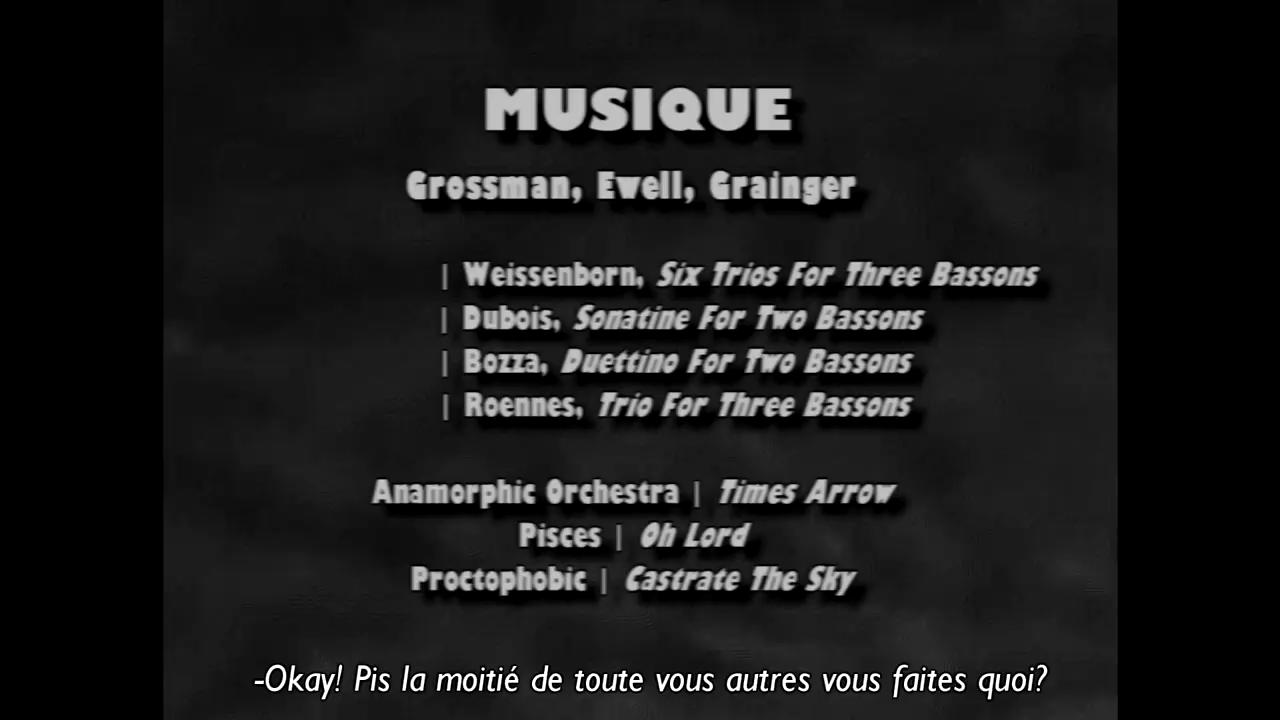 MUSIQUE
Grossman, Ewell, Grainger
| Weissenborn, Six Trios For Three Bassons
| Dubois, Sonatine For Two Bassons
| Bozza, Duettino For Two Bassons
| Roennes, Trio For Three Bassons
Anamorphic Orchestra | Times Arrow
Pisces | Oh Lord
Proctophobic | Castrate The Sky
-Okay! Pis la moitié de toute vous autres vous faites quoi?